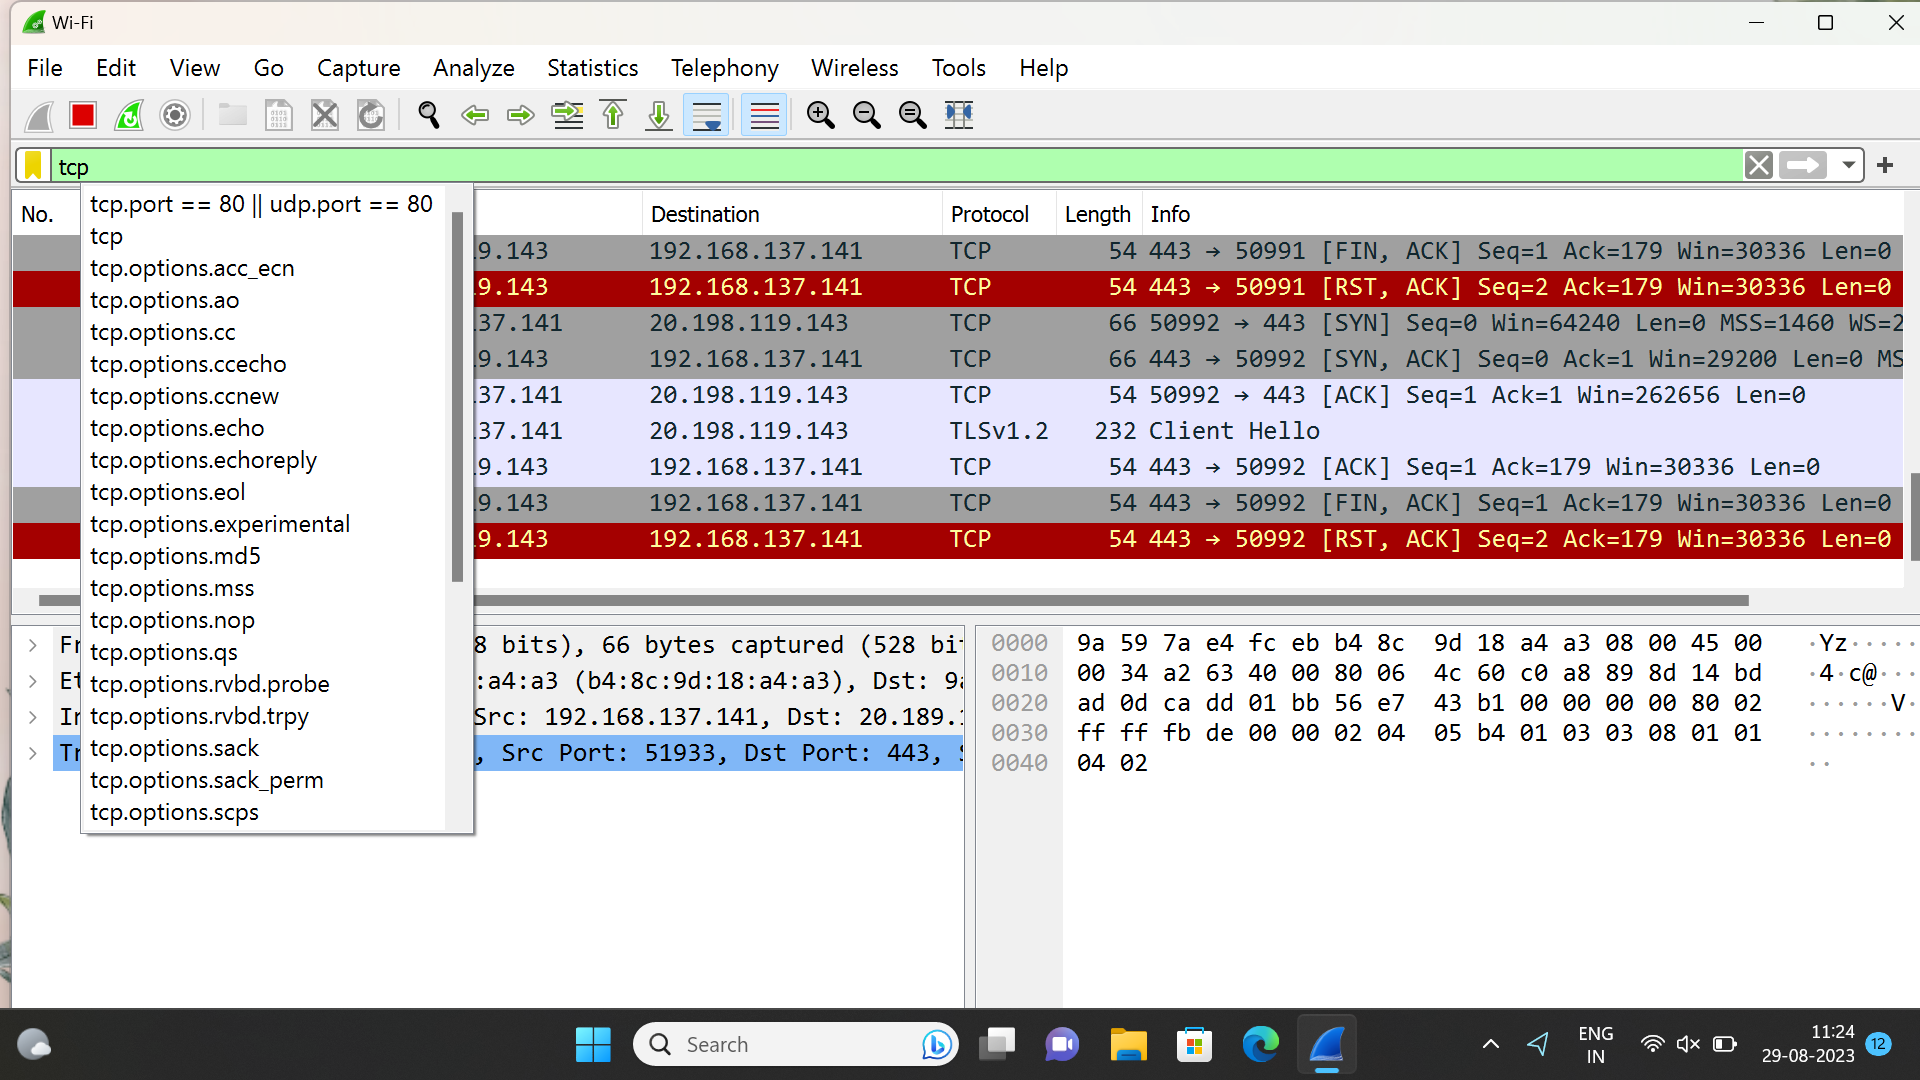 Wi-Fi
File Edit View Go Capture Analyze Statistics Telephony Wireless Tools Help
tcp
No. Destination Protocol Length Info
tcp.port == 80 || udp.port == 80
tcp
tcp.options.acc_ecn
tcp.options.ao
tcp.options.cc
tcp.options.ccecho
tcp.options.ccnew
tcp.options.echo
tcp.options.echoreply
tcp.options.eol
tcp.options.experimental
tcp.options.md5
tcp.options.mss
tcp.options.nop
tcp.options.qs
tcp.options.rvbd.probe
tcp.options.rvbd.trpy
tcp.options.sack
tcp.options.sack_perm
tcp.options.scps
9.143 192.168.137.141 TCP 54 443 → 50991 [FIN, ACK] Seq=1 Ack=179 Win=30336 Len=0
9.143 192.168.137.141 TCP 54 443 → 50991 [RST, ACK] Seq=2 Ack=179 Win=30336 Len=0
37.141 20.198.119.143 TCP 66 50992 → 443 [SYN] Seq=0 Win=64240 Len=0 MSS=1460 WS=2
9.143 192.168.137.141 TCP 66 443 → 50992 [SYN, ACK] Seq=0 Ack=1 Win=29200 Len=0 MS
37.141 20.198.119.143 TCP 54 50992 → 443 [ACK] Seq=1 Ack=1 Win=262656 Len=0
37.141 20.198.119.143 TLSv1.2 232 Client Hello
9.143 192.168.137.141 TCP 54 443 → 50992 [ACK] Seq=1 Ack=179 Win=30336 Len=0
9.143 192.168.137.141 TCP 54 443 → 50992 [FIN, ACK] Seq=1 Ack=179 Win=30336 Len=0
9.143 192.168.137.141 TCP 54 443 → 50992 [RST, ACK] Seq=2 Ack=179 Win=30336 Len=0
8 bits), 66 bytes captured (528 bi
:a4:a3 (b4:8c:9d:18:a4:a3), Dst: 9a
Src: 192.168.137.141, Dst: 20.189.1
, Src Port: 51933, Dst Port: 443, S
0000 9a 59 7a e4 fc eb b4 8c 9d 18 a4 a3 08 00 45 00 ·Yz·····
0010 00 34 a2 63 40 00 80 06 4c 60 c0 a8 89 8d 14 bd ·4·c@···
0020 ad 0d ca dd 01 bb 56 e7 43 b1 00 00 00 00 80 02 ······V·
0030 ff ff fb de 00 00 02 04 05 b4 01 03 03 08 01 01 ········
0040 04 02 ··
Search
ENG
IN
11:24
29-08-2023
12